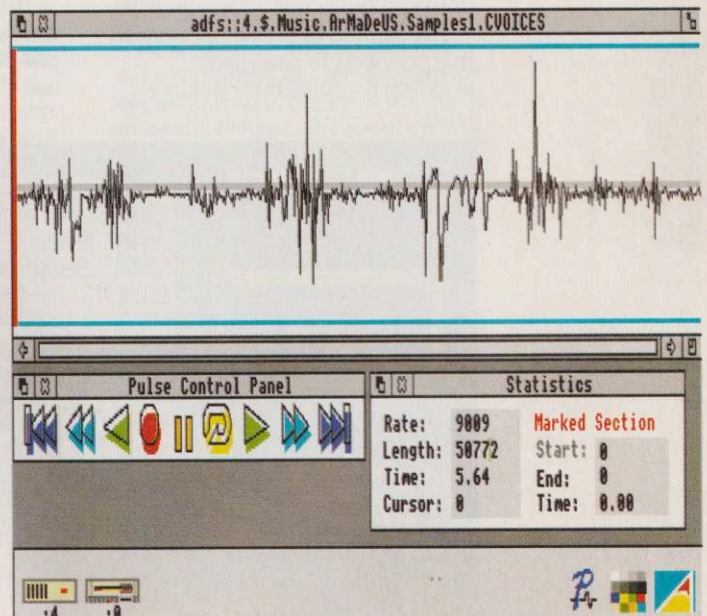 adfs::4.$.Music.ArMaDeUS.Samples1.CVOICES
Pulse Control Panel
Statistics
Rate: 9009
Length: 50772
Time: 5.64
Cursor: 0
Marked Section
Start: 0
End: 0
Time: 0.00
:4 :0